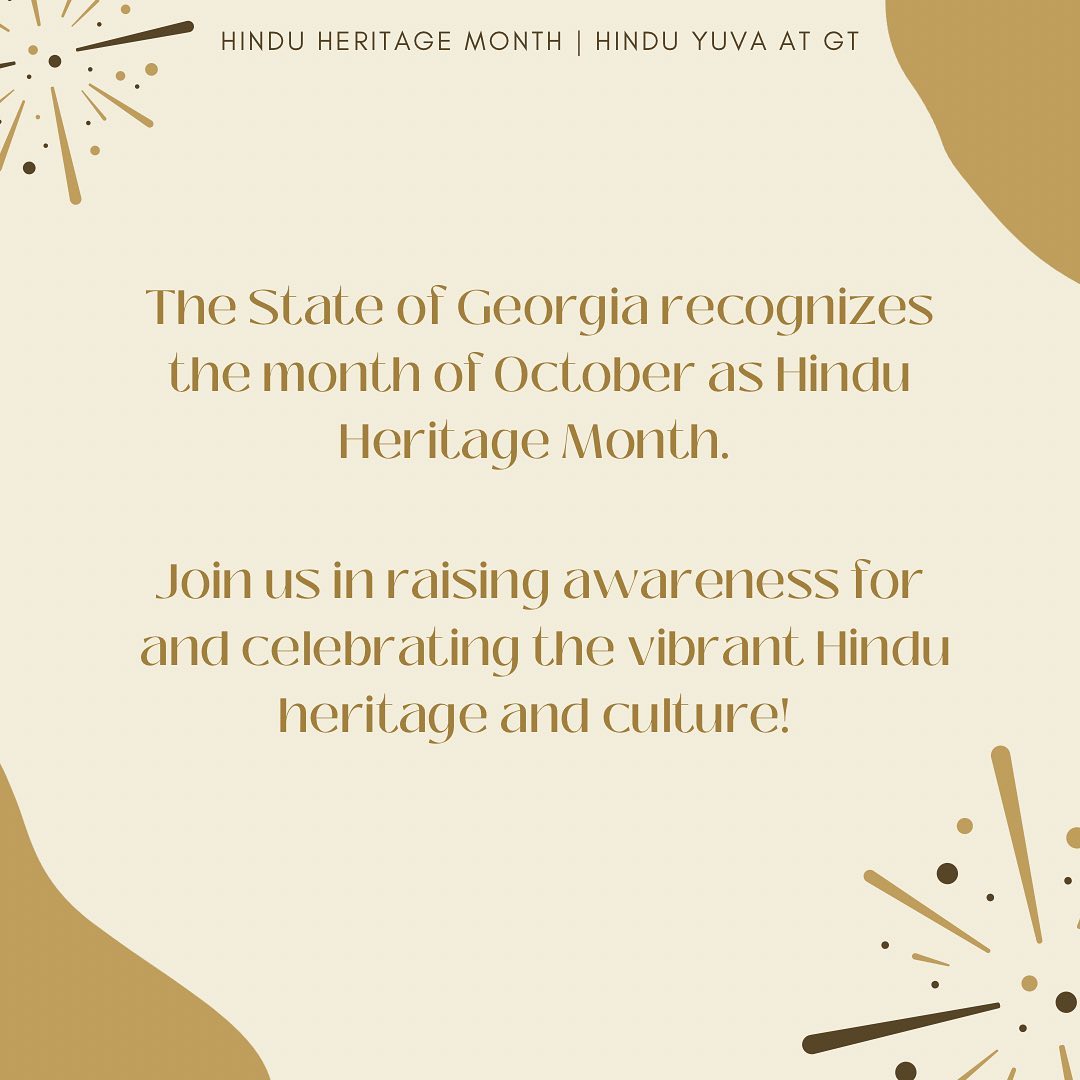 HINDU HERITAGE MONTH | HINDU YUVA AT GT
The State of Georgia recognizes
the month of October as Hindu
Heritage Month.
Join us in raising awareness for
and celebrating the vibrant Hindu
heritage and culture!